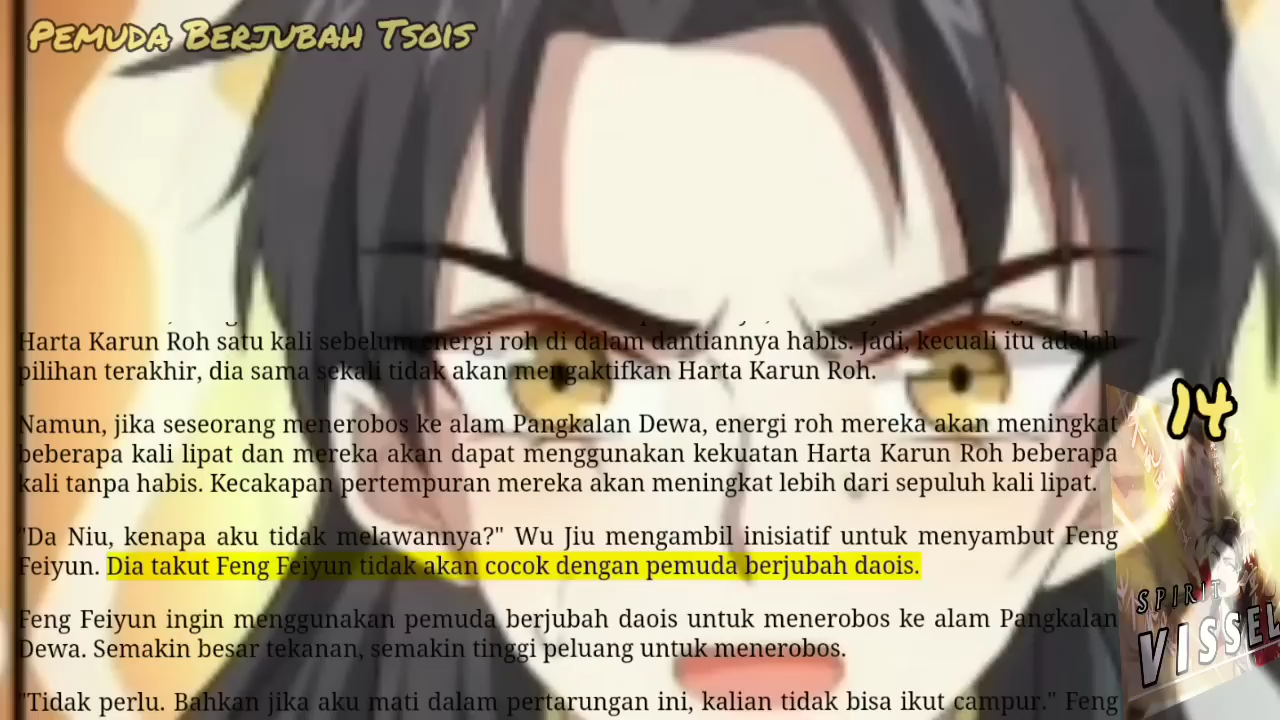 PEMUDA BERJUBAH TSOIS
Harta Karun Roh satu kali sebelum energi roh di dalam dantiannya habis. Jadi, kecuali itu adalah
pilihan terakhir, dia sama sekali tidak akan mengaktifkan Harta Karun Roh.
Namun, jika seseorang menerobos ke alam Pangkalan Dewa, energi roh mereka akan meningkat
beberapa kali lipat dan mereka akan dapat menggunakan kekuatan Harta Karun Roh beberapa
kali tanpa habis. Kecakapan pertempuran mereka akan meningkat lebih dari sepuluh kali lipat.
"Da Niu, kenapa aku tidak melawannya?" Wu Jiu mengambil inisiatif untuk menyambut Feng
Feiyun. Dia takut Feng Feiyun tidak akan cocok dengan pemuda berjubah daois.
Feng Feiyun ingin menggunakan pemuda berjubah daois untuk menerobos ke alam Pangkalan
Dewa. Semakin besar tekanan, semakin tinggi peluang untuk menerobos.
"Tidak perlu. Bahkan jika aku mati dalam pertarungan ini, kalian tidak bisa ikut campur." Feng
14
SPIRIT
VISSEL